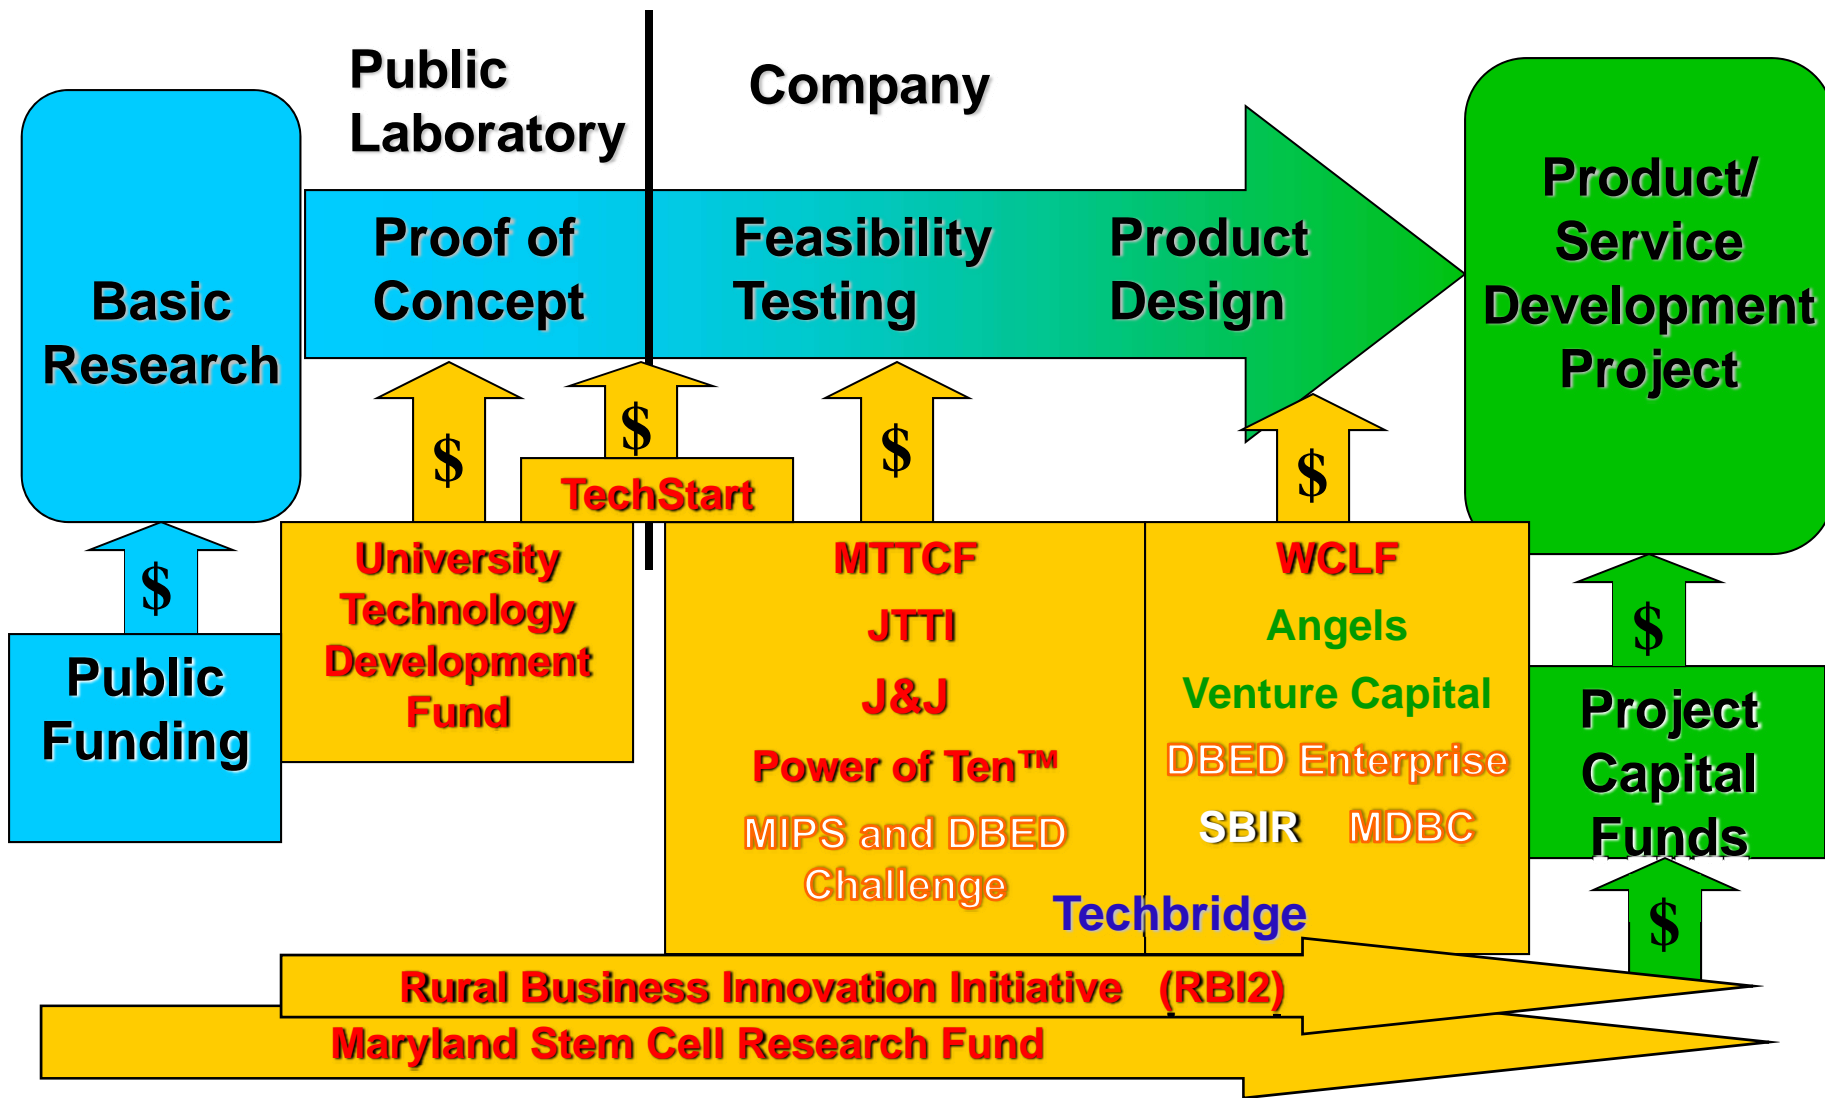 Public
Laboratory
Company
Basic
Research
Proof of
Concept
Feasibility
Testing
Product
Design
Product/
Service
Development
Project
$
$
$
$
TechStart
$
Public
Funding
University
Technology
Development
Fund
MTTCF
JTTI
J&J
Power of Ten™
MIPS and DBED
Challenge
WCLF
Angels
Venture Capital
DBED Enterprise
SBIR MDBC
Techbridge
$
Project
Capital
Funds
$
Rural Business Innovation Initiative (RBI2)
Maryland Stem Cell Research Fund